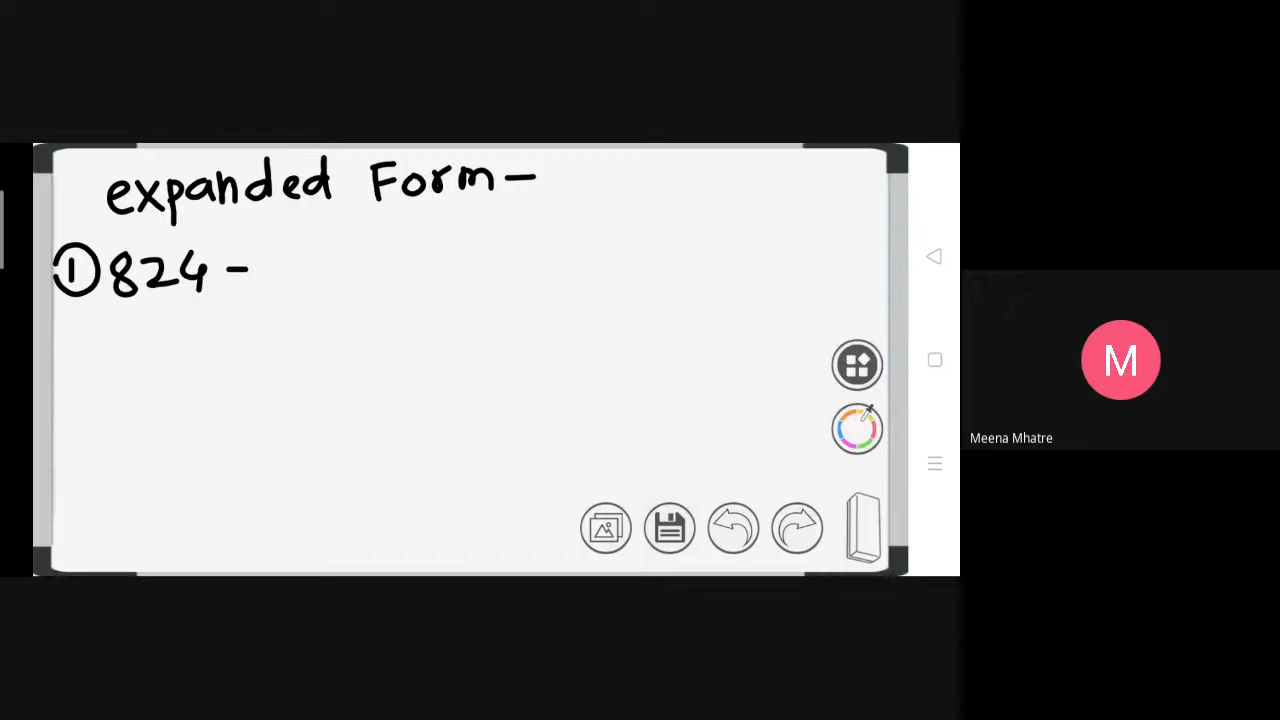 expanded Form -
① 824 -
M
Meena Mhatre